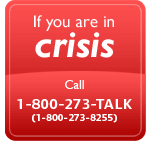 If you are in
crisis
Call
1-800-273-TALK
(1-800-273-8255)